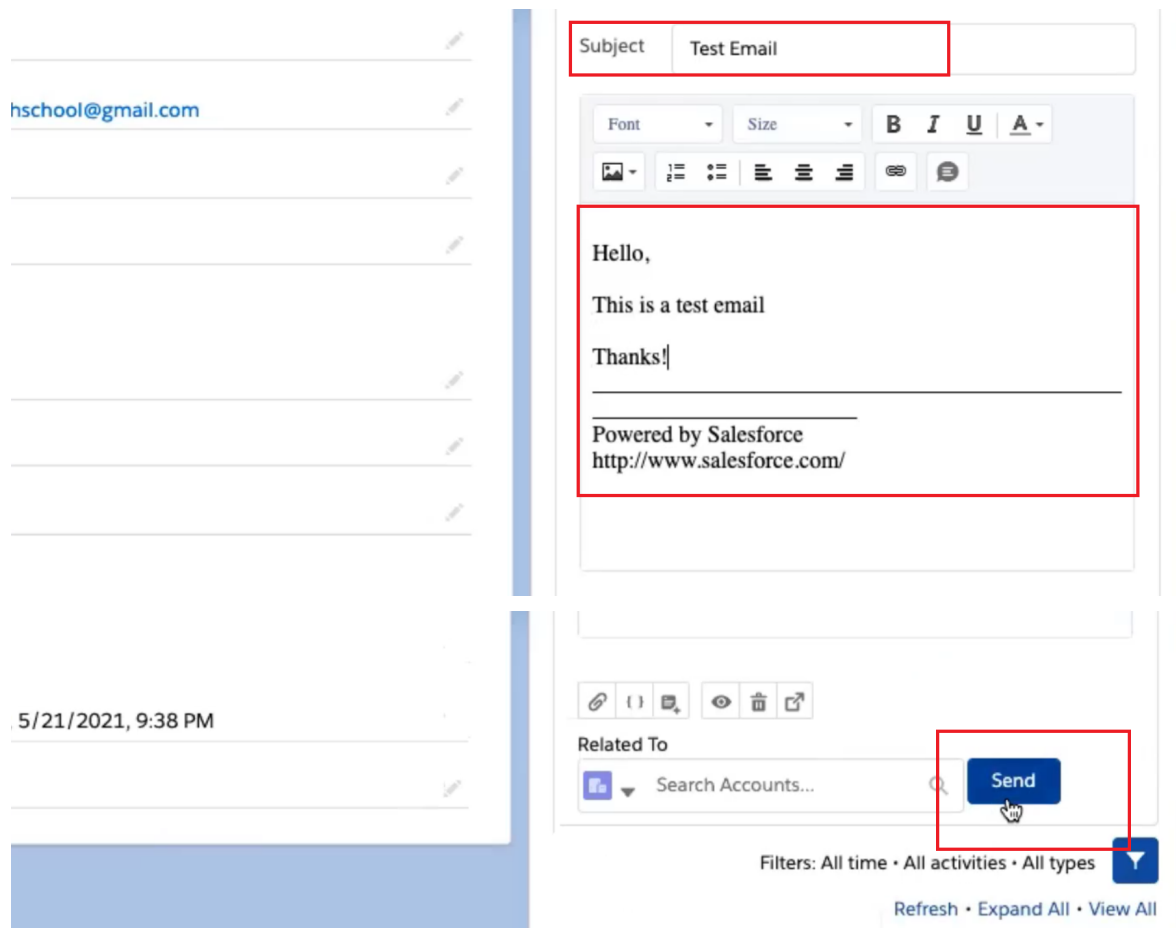 Subject Test Email
hschool@gmail.com
Font Size B I U A
Hello,
This is a test email
Thanks!
Powered by Salesforce
http://www.salesforce.com/
, 5/21/2021, 9:38 PM
Related To
Search Accounts...
Send
Filters: All time • All activities • All types
Refresh • Expand All • View All